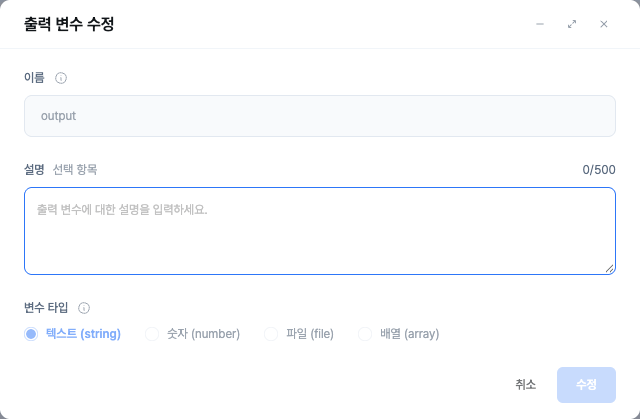 출력 변수 수정
이름
output
설명 선택 항목 0/500
출력 변수에 대한 설명을 입력하세요.
변수 타입
텍스트 (string) 숫자 (number) 파일 (file) 배열 (array)
취소 수정